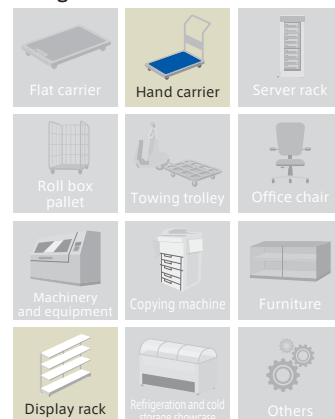 Flat carrier
Hand carrier
Server rack
Roll box
pallet
Towing trolley
Office chair
Machinery
and equipment
Copying machine
Furniture
Display rack
Refrigeration and cold
storage showcase
Others